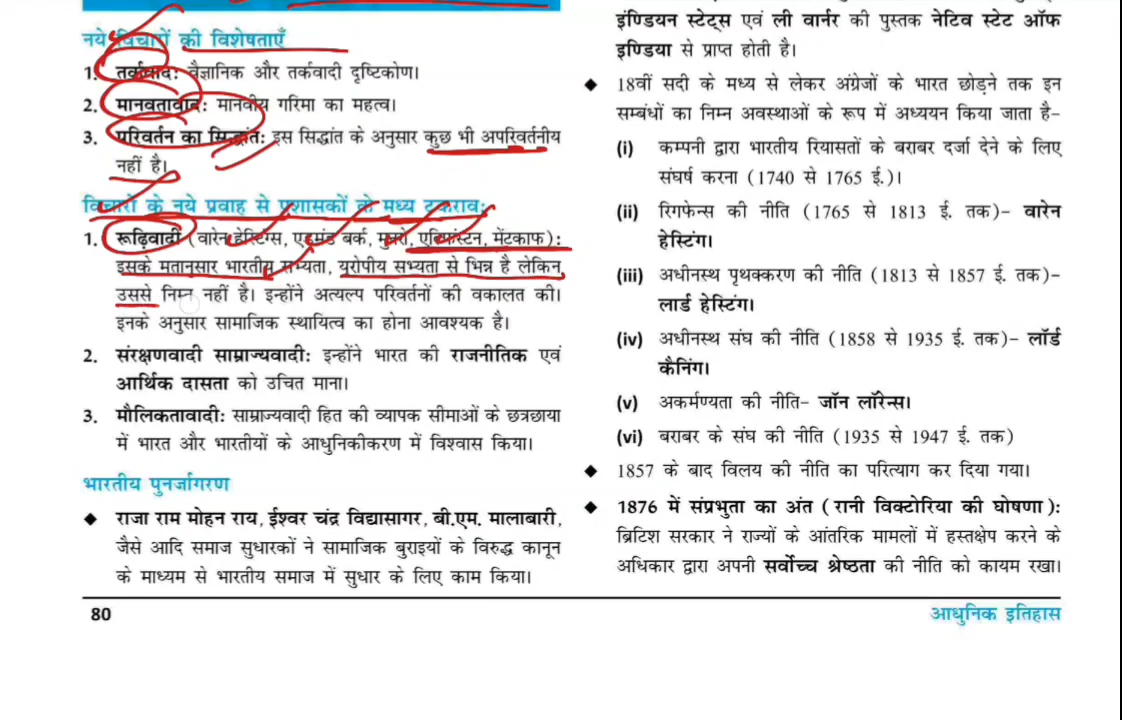 नये विचारों की विशेषताएँ
1. तर्कवाद: वैज्ञानिक और तर्कवादी दृष्टिकोण।
2. मानवतावाद: मानवीय गरिमा का महत्व।
3. परिवर्तन का सिद्धांत: इस सिद्धांत के अनुसार कुछ भी अपरिवर्तनीय
नहीं है।
विचारों के नये प्रवाह से प्रशासकों के मध्य टकराव:
1. रूढ़िवादी (वारेन हेस्टिंग्स, एडमंड बर्क, मुनरो, एल्फिंस्टन, मेंटकाफ):
इसके मतानुसार भारतीय सभ्यता, यूरोपीय सभ्यता से भिन्न है लेकिन
उससे निम्न नहीं है। इन्होंने अत्यल्प परिवर्तनों की वकालत की।
इनके अनुसार सामाजिक स्थायित्व का होना आवश्यक है।
2. संरक्षणवादी साम्राज्यवादी: इन्होंने भारत की राजनीतिक एवं
आर्थिक दासता को उचित माना।
3. मौलिकतावादी: साम्राज्यवादी हित की व्यापक सीमाओं के छत्रछाया
में भारत और भारतीयों के आधुनिकीकरण में विश्वास किया।
भारतीय पुनर्जागरण
◆ राजा राम मोहन राय, ईश्वर चंद्र विद्यासागर, बी.एम. मालाबारी,
जैसे आदि समाज सुधारकों ने सामाजिक बुराइयों के विरुद्ध कानून
के माध्यम से भारतीय समाज में सुधार के लिए काम किया।
इण्डियन स्टेट्स एवं ली वार्नर की पुस्तक नेटिव स्टेट ऑफ
इण्डिया से प्राप्त होती है।
◆ 18वीं सदी के मध्य से लेकर अंग्रेजों के भारत छोड़ने तक इन
सम्बंधों का निम्न अवस्थाओं के रूप में अध्ययन किया जाता है–
(i) कम्पनी द्वारा भारतीय रियासतों के बराबर दर्जा देने के लिए
संघर्ष करना (1740 से 1765 ई.)।
(ii) रिगफेन्स की नीति (1765 से 1813 ई. तक)– वारेन
हेस्टिंग।
(iii) अधीनस्थ पृथक्करण की नीति (1813 से 1857 ई. तक)–
लार्ड हेस्टिंग।
(iv) अधीनस्थ संघ की नीति (1858 से 1935 ई. तक)– लॉर्ड
कैनिंग।
(v) अकर्मण्यता की नीति– जॉन लॉरेन्स।
(vi) बराबर के संघ की नीति (1935 से 1947 ई. तक)
◆ 1857 के बाद विलय की नीति का परित्याग कर दिया गया।
◆ 1876 में संप्रभुता का अंत (रानी विक्टोरिया की घोषणा):
ब्रिटिश सरकार ने राज्यों के आंतरिक मामलों में हस्तक्षेप करने के
अधिकार द्वारा अपनी सर्वोच्च श्रेष्ठता की नीति को कायम रखा।
80
आधुनिक इतिहास